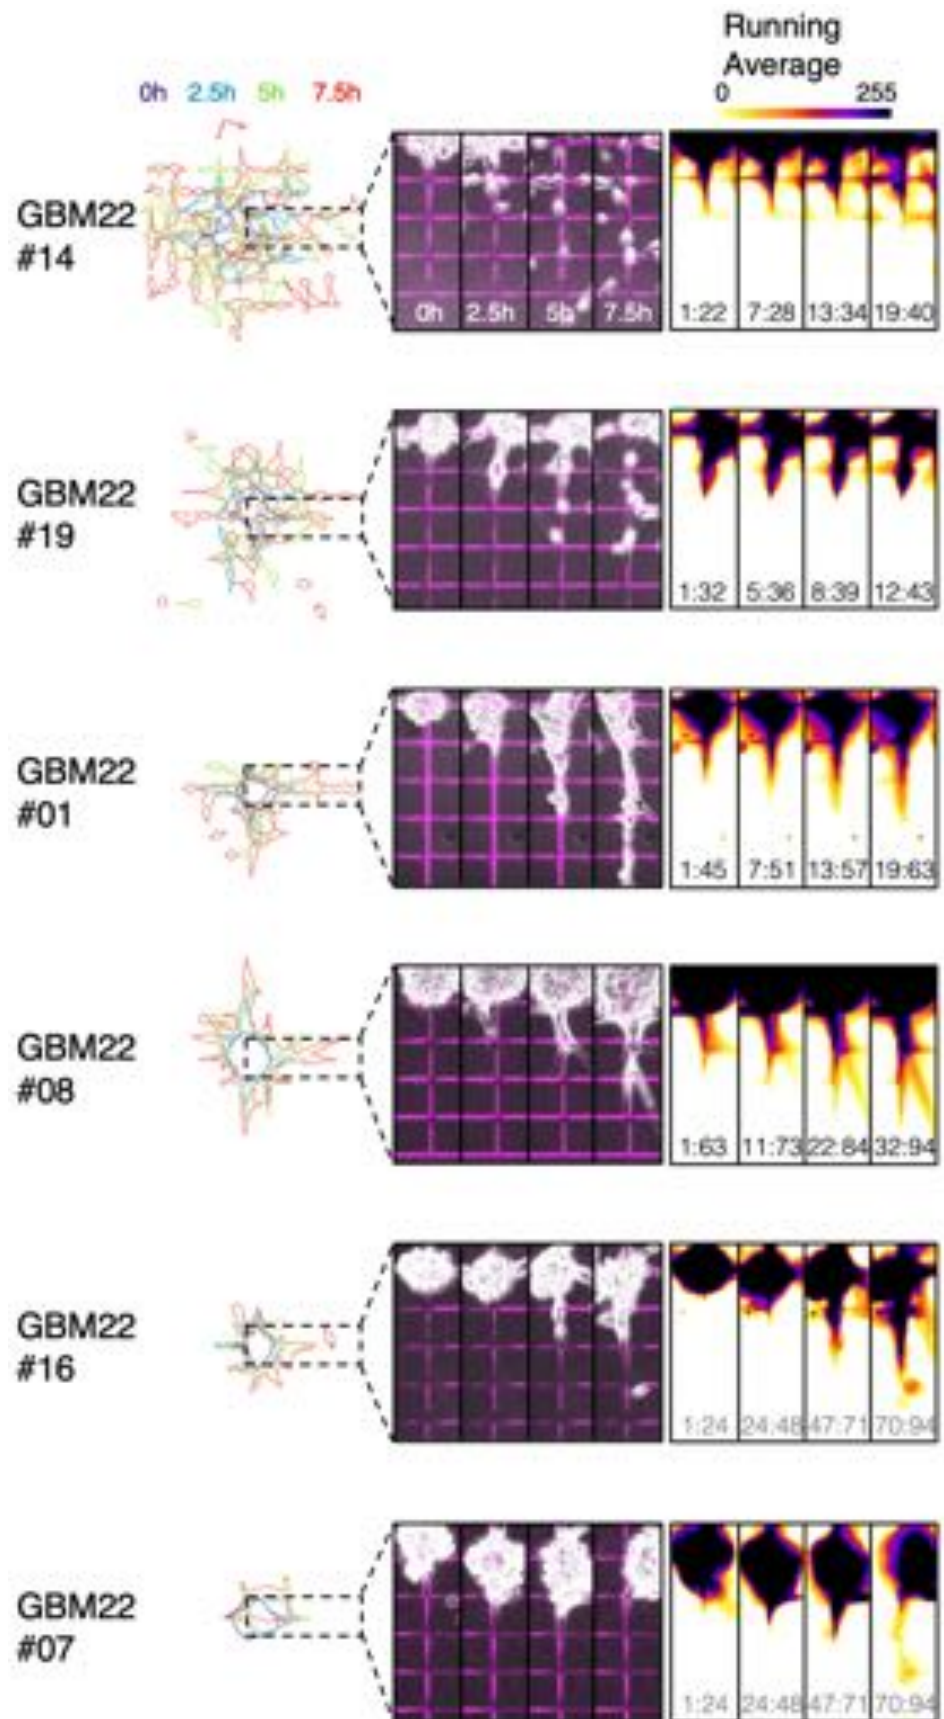 Running
Average
0 255
0h 2.5h 5h 7.5h
GBM22
#14
0h 2.5h 5h 7.5h
1:22 7:28 13:34 19:40
GBM22
#19
1:32 5:36 8:39 12:43
GBM22
#01
1:45 7:51 13:57 19:63
GBM22
#08
1:63 11:73 22:84 32:94
GBM22
#16
1:24 24:48 47:71 70:94
GBM22
#07
1:24 24:48 47:71 70:94